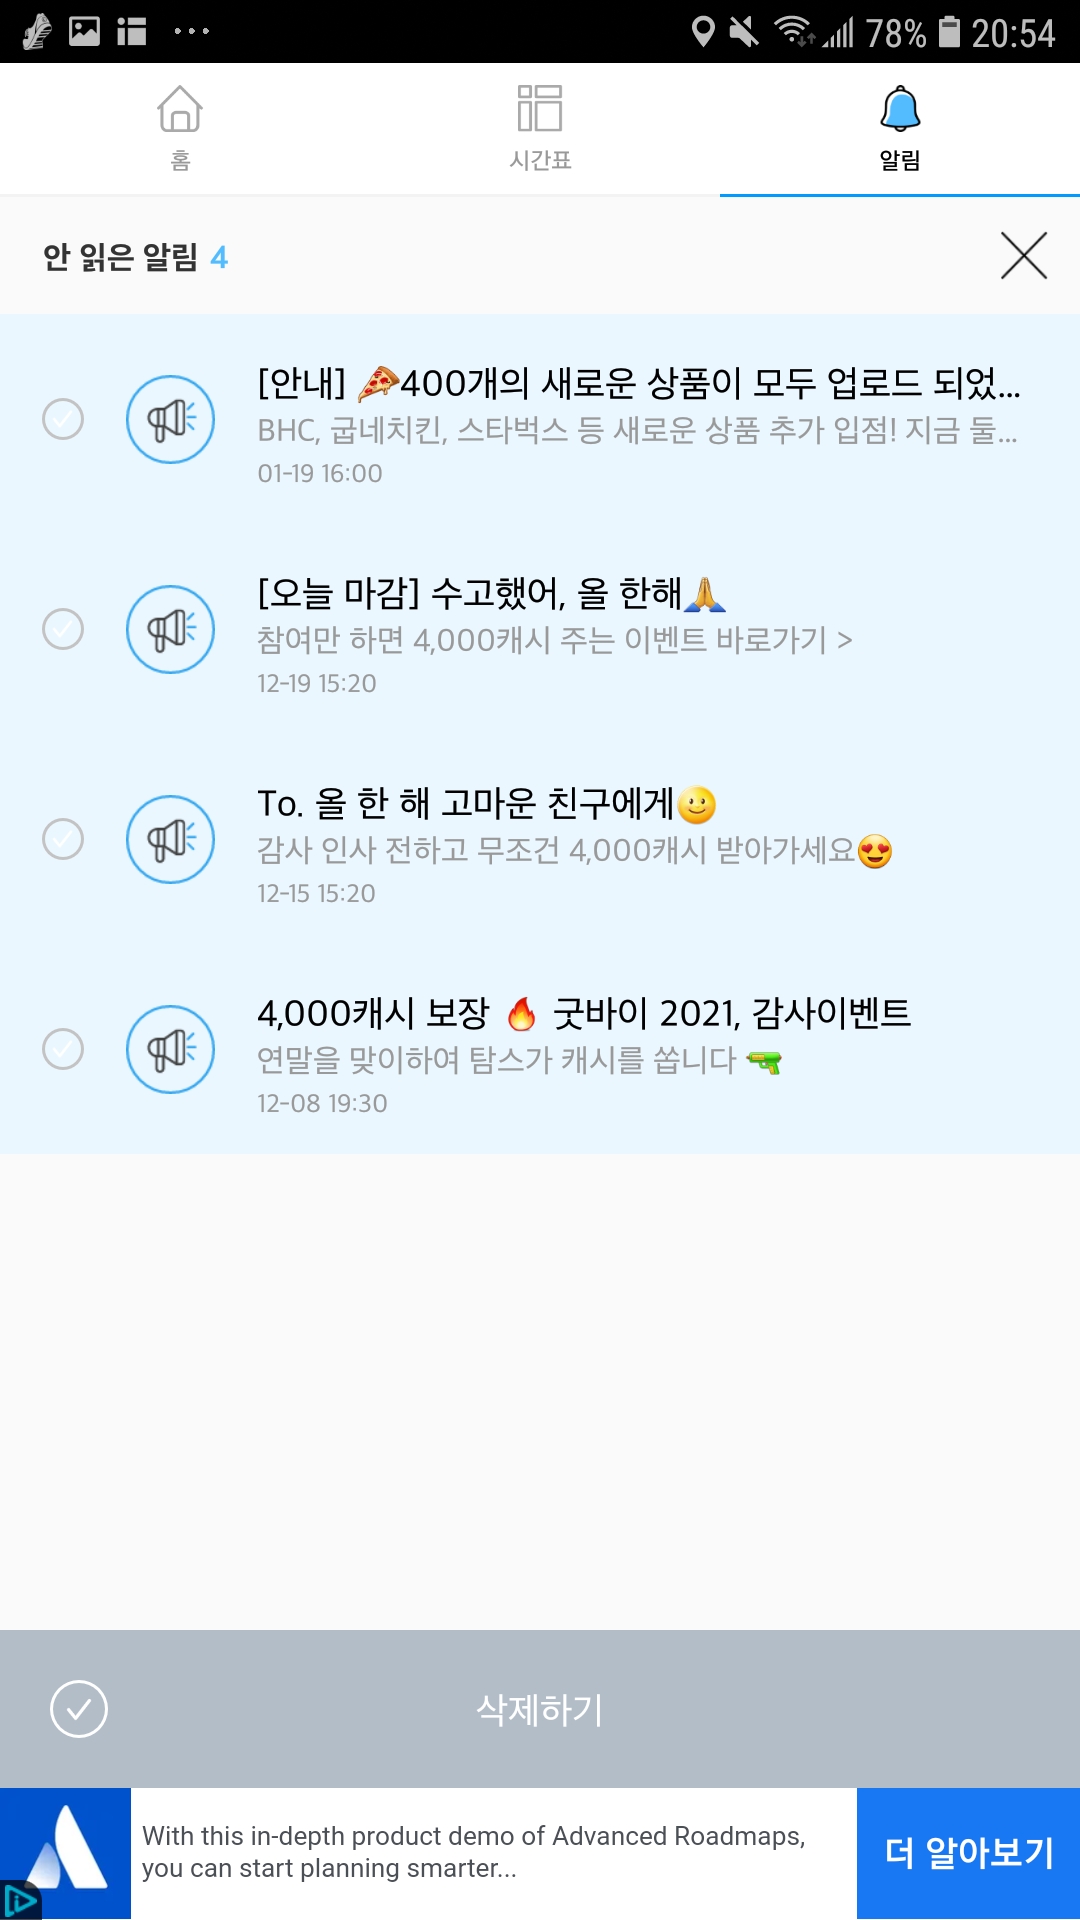 78% 20:54
홈 시간표 알림
안 읽은 알림 4
[안내] 🍕400개의 새로운 상품이 모두 업로드 되었...
BHC, 굽네치킨, 스타벅스 등 새로운 상품 추가 입점! 지금 둘...
01-19 16:00
[오늘 마감] 수고했어, 올 한해🙏
참여만 하면 4,000캐시 주는 이벤트 바로가기 >
12-19 15:20
To. 올 한 해 고마운 친구에게🌝
감사 인사 전하고 무조건 4,000캐시 받아가세요😍
12-15 15:20
4,000캐시 보장 🔥 굿바이 2021, 감사이벤트
연말을 맞이하여 탐스가 캐시를 쏩니다 🔫
12-08 19:30
삭제하기
With this in-depth product demo of Advanced Roadmaps,
you can start planning smarter...
더 알아보기